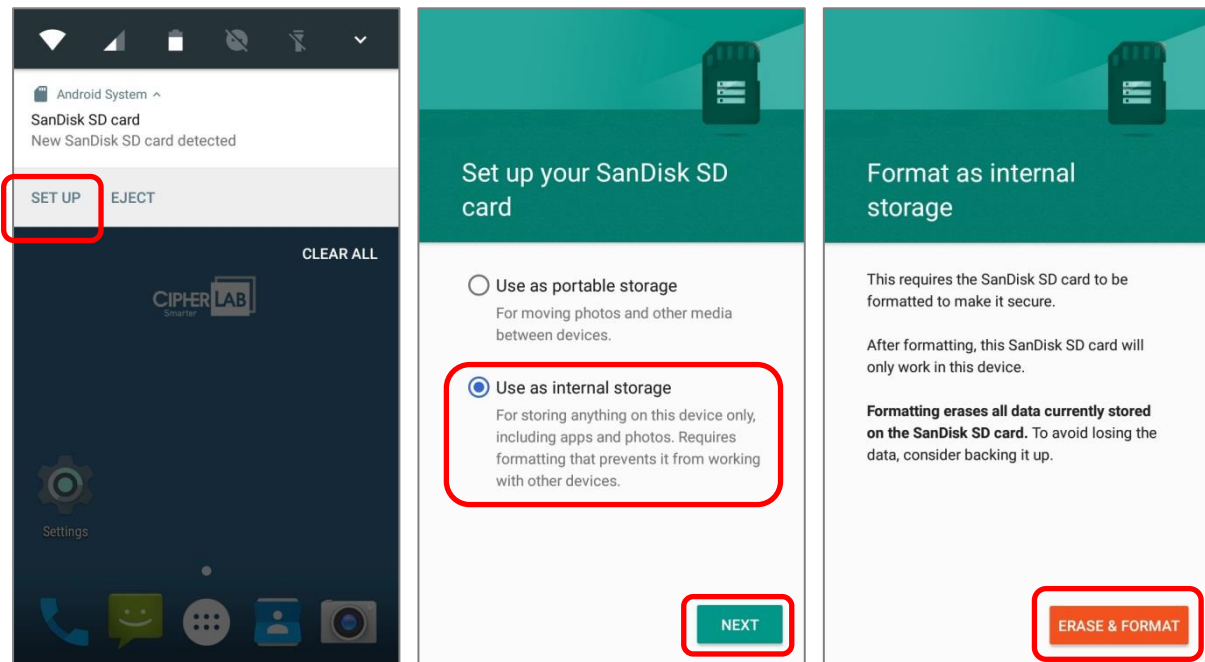 Android System
SanDisk SD card
New SanDisk SD card detected
SET UP EJECT
CLEAR ALL
CIPHERLAB
Smarter
Settings
Set up your SanDisk SD
card
Use as portable storage
For moving photos and other media
between devices.
Use as internal storage
For storing anything on this device only,
including apps and photos. Requires
formatting that prevents it from working
with other devices.
NEXT
Format as internal
storage
This requires the SanDisk SD card to be
formatted to make it secure.
After formatting, this SanDisk SD card will
only work in this device.
Formatting erases all data currently stored
on the SanDisk SD card. To avoid losing the
data, consider backing it up.
ERASE & FORMAT